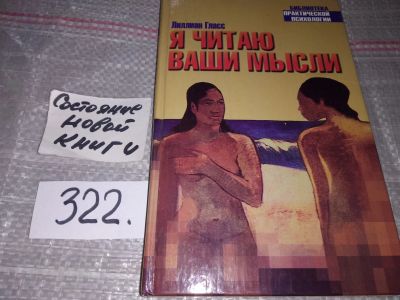 БИБЛИОТЕКА
ПРАКТИЧЕСКОЙ
ПСИХОЛОГИИ
Лиллиан Гласс
Я ЧИТАЮ
ВАШИ МЫСЛИ
Состояние
новой
книги
322.